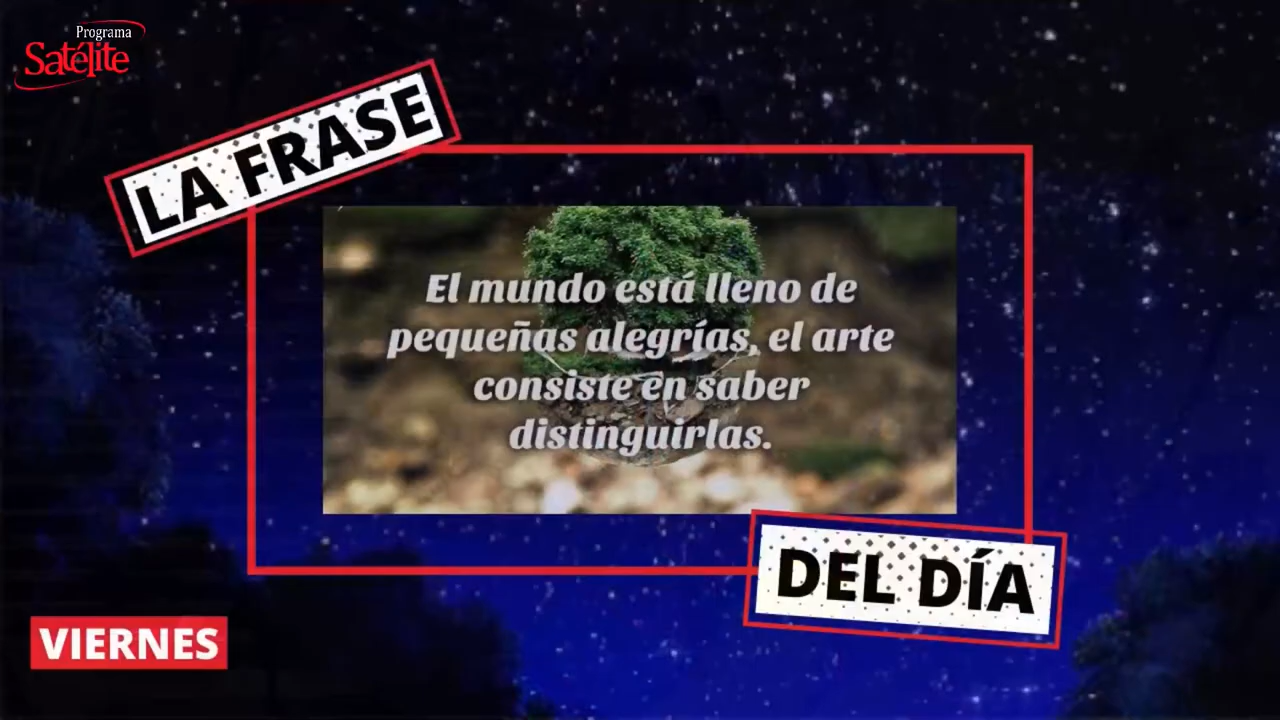 Programa
Satélite
LA FRASE
El mundo está lleno de
pequeñas alegrías, el arte
consiste en saber
distinguirlas.
DEL DÍA
VIERNES